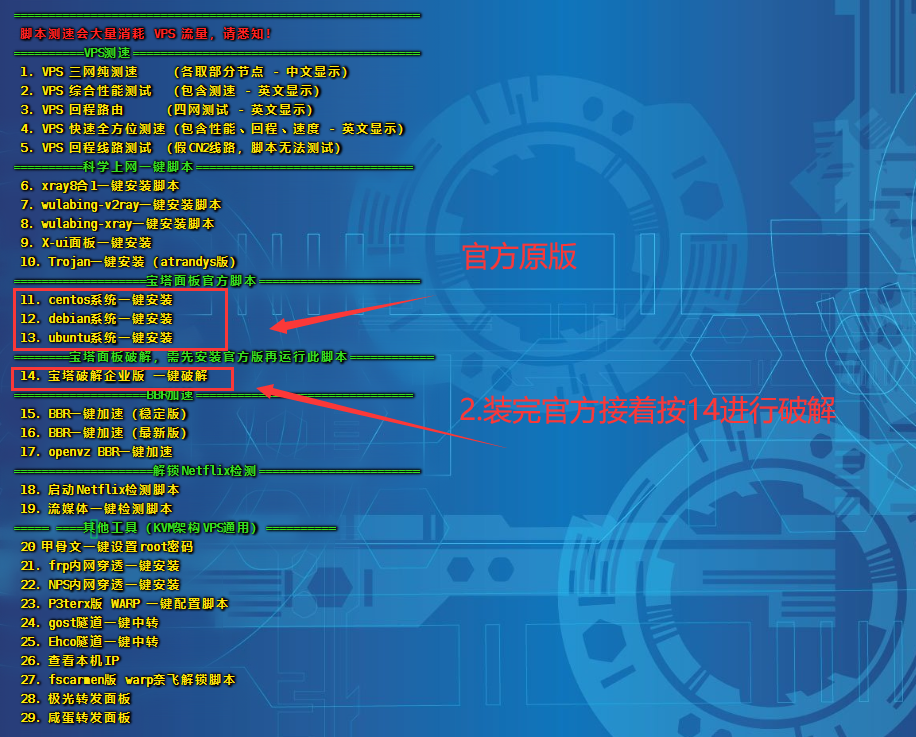 脚本测速会大量消耗 VPS 流量，请悉知！
VPS测速
1. VPS 三网纯测速 (各取部分节点 - 中文显示)
2. VPS 综合性能测试 (包含测速 - 英文显示)
3. VPS 回程路由 (四网测试 - 英文显示)
4. VPS 快速全方位测速 (包含性能、回程、速度 - 英文显示)
5. VPS 回程线路测试 (假CN2线路, 脚本无法测试)
科学上网一键脚本
6. xray8合1一键安装脚本
7. wulabing-v2ray一键安装脚本
8. wulabing-xray一键安装脚本
9. X-ui面板一键安装
10. Trojan一键安装 (atrandys版)
官方原版
宝塔面板官方脚本
11. centos系统一键安装
12. debian系统一键安装
13. ubuntu系统一键安装
宝塔面板破解, 需先安装官方版再运行此脚本
14. 宝塔破解企业版 一键破解
BBR加速
2.装完官方接着按14进行破解
15. BBR一键加速 (稳定版)
16. BBR一键加速 (最新版)
17. openvz BBR一键加速
解锁Netflix检测
18. 启动Netflix检测脚本
19. 流媒体一键检测脚本
其他工具 (KVM架构VPS通用)
20 甲骨文一键设置root密码
21. frp内网穿透一键安装
22. NPS内网穿透一键安装
23. P3terx版 WARP 一键配置脚本
24. gost隧道一键中转
25. Ehco隧道一键中转
26. 查看本机IP
27. fscarmen版 warp奈飞解锁脚本
28. 极光转发面板
29. 咸蛋转发面板